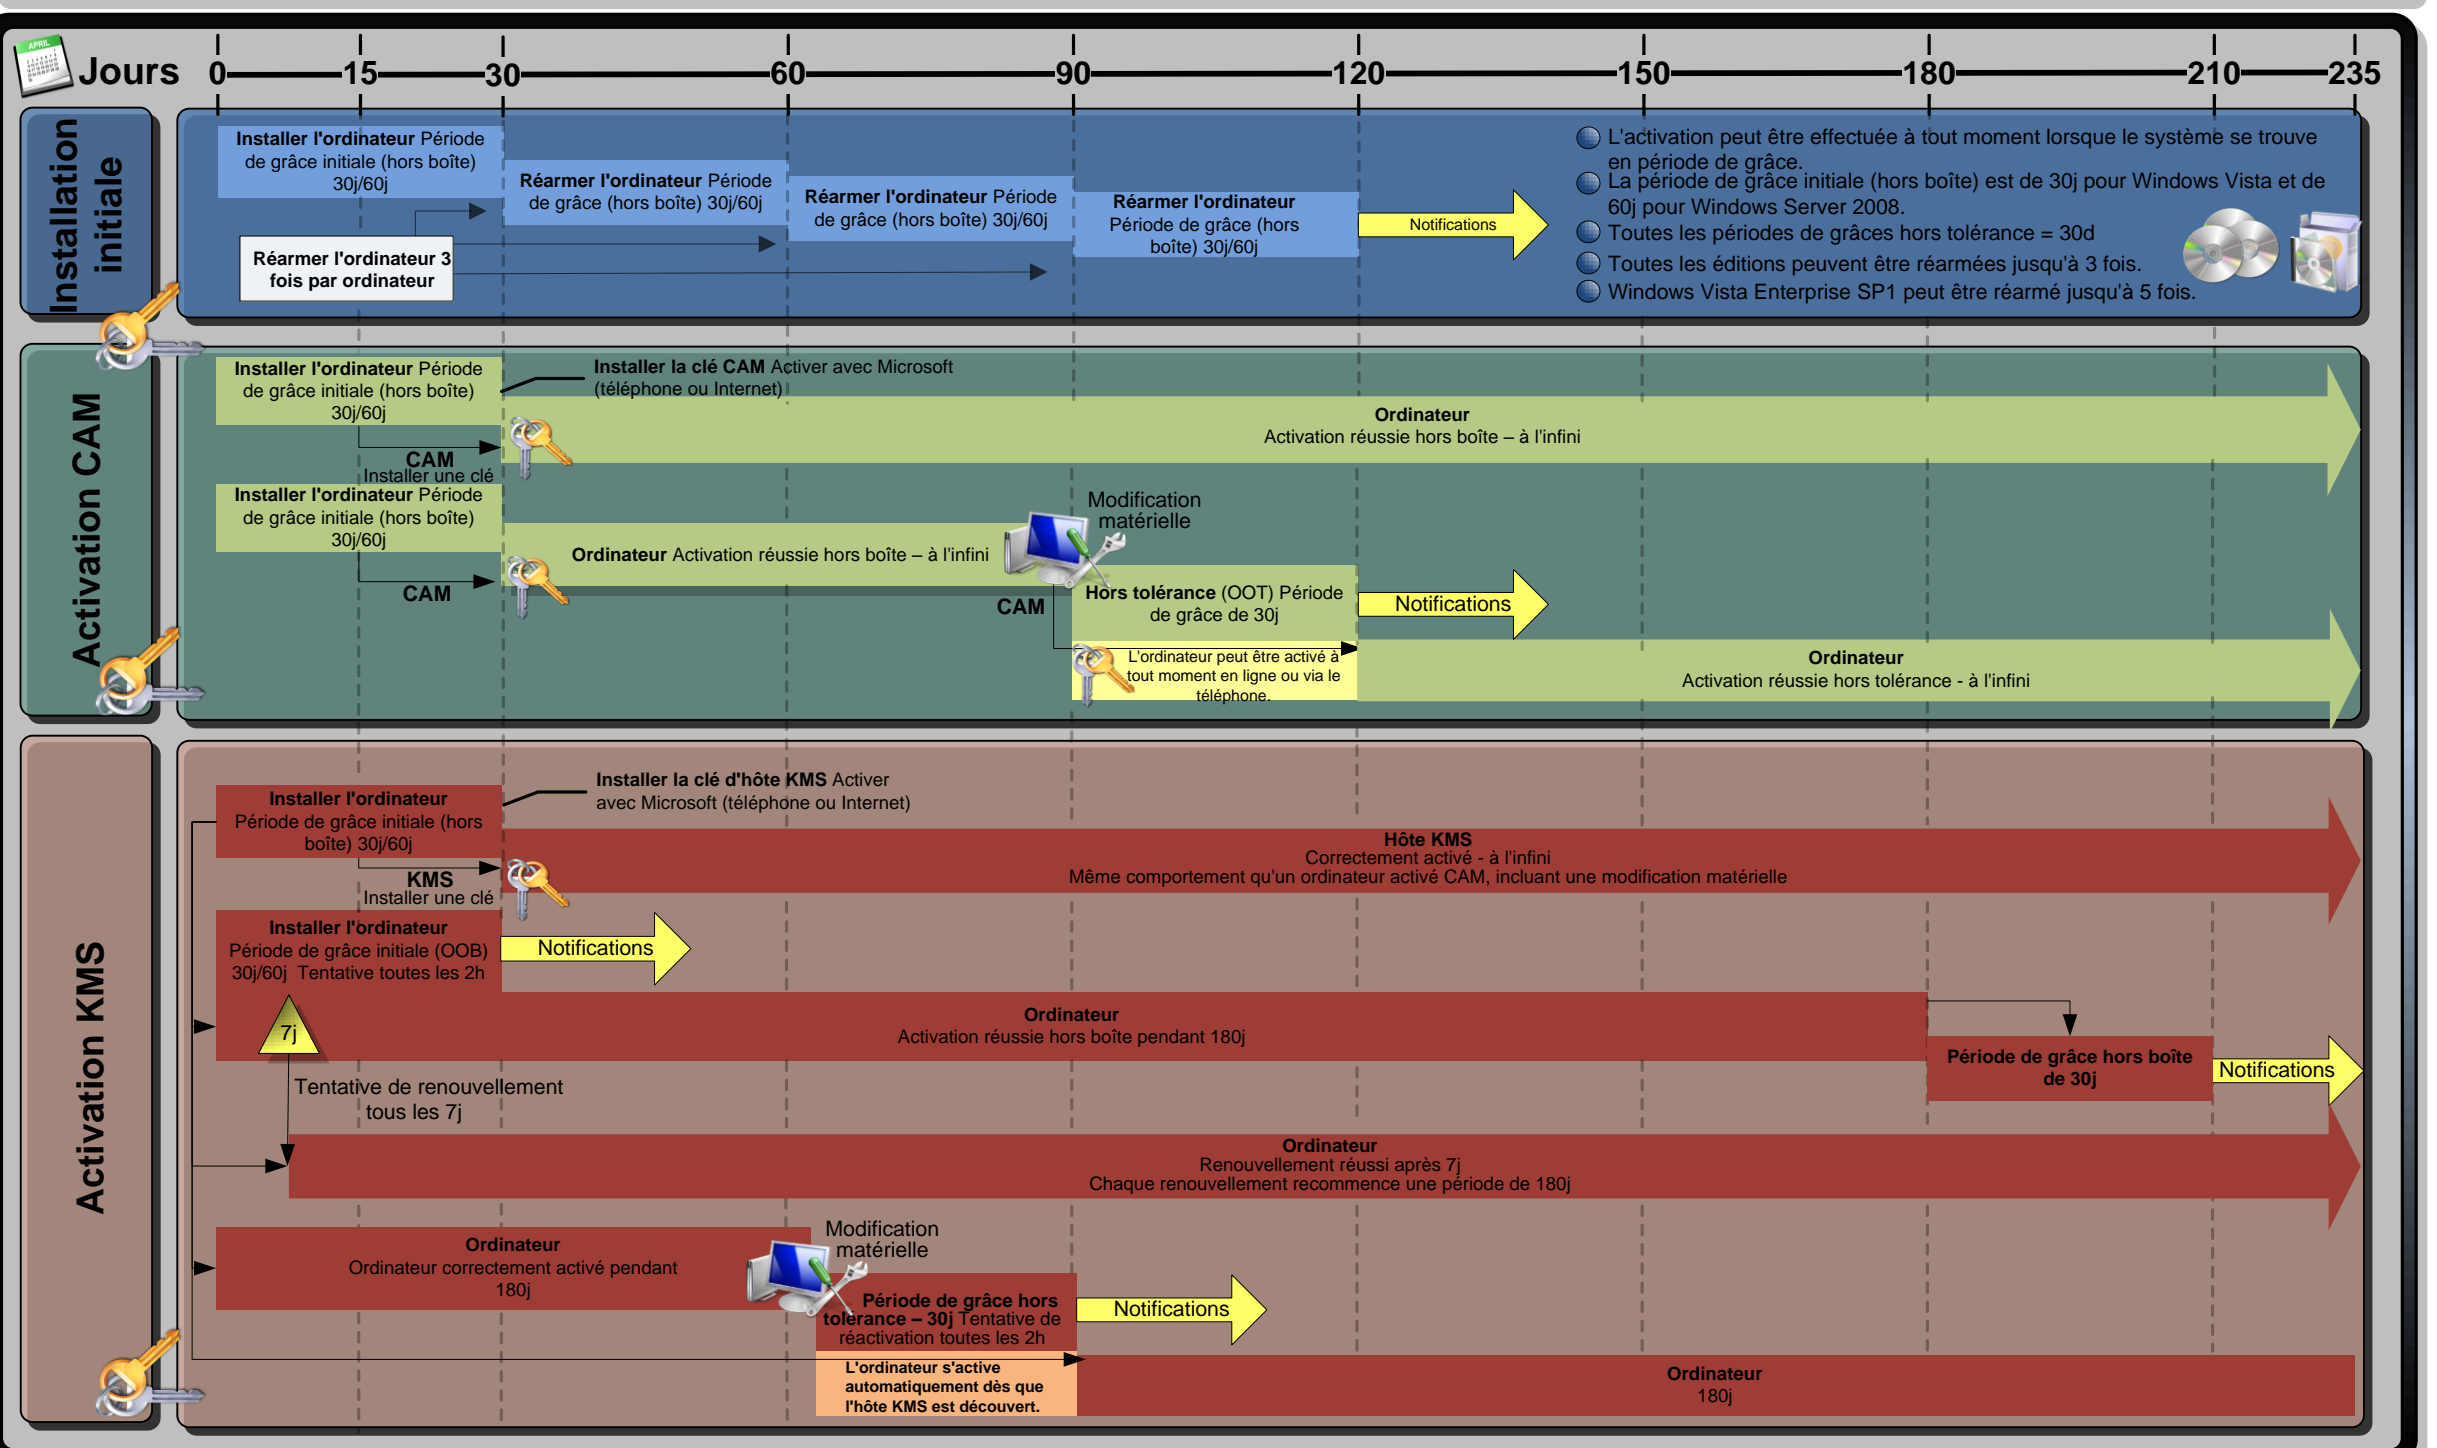 APRIL
Jours 0 15 30 60 90 120 150 180 210 235
Installation
initiale
Installer l'ordinateur Période
de grâce initiale (hors boîte)
30j/60j
Réarmer l'ordinateur Période
de grâce (hors boîte) 30j/60j
Réarmer l'ordinateur Période
de grâce (hors boîte) 30j/60j
Réarmer l'ordinateur
Période de grâce (hors
boîte) 30j/60j
Notifications
Réarmer l'ordinateur 3
fois par ordinateur
L'activation peut être effectuée à tout moment lorsque le système se trouve
en période de grâce.
La période de grâce initiale (hors boîte) est de 30j pour Windows Vista et de
60j pour Windows Server 2008.
Toutes les périodes de grâces hors tolérance = 30d
Toutes les éditions peuvent être réarmées jusqu'à 3 fois.
Windows Vista Enterprise SP1 peut être réarmé jusqu'à 5 fois.
Activation CAM
Installer l'ordinateur Période
de grâce initiale (hors boîte)
30j/60j
Installer la clé CAM Activer avec Microsoft
(téléphone ou Internet)
CAM
Installer une clé
Ordinateur
Activation réussie hors boîte – à l'infini
Installer l'ordinateur Période
de grâce initiale (hors boîte)
30j/60j
CAM
Ordinateur Activation réussie hors boîte – à l'infini
Modification
matérielle
CAM
Hors tolérance (OOT) Période
de grâce de 30j
Notifications
L'ordinateur peut être activé à
tout moment en ligne ou via le
téléphone.
Ordinateur
Activation réussie hors tolérance - à l'infini
Activation KMS
Installer l'ordinateur
Période de grâce initiale (hors
boîte) 30j/60j
Installer la clé d'hôte KMS Activer
avec Microsoft (téléphone ou Internet)
KMS
Installer une clé
Hôte KMS
Correctement activé - à l'infini
Même comportement qu'un ordinateur activé CAM, incluant une modification matérielle
Installer l'ordinateur
Période de grâce initiale (OOB)
30j/60j Tentative toutes les 2h
Notifications
7j
Ordinateur
Activation réussie hors boîte pendant 180j
Période de grâce hors boîte
de 30j
Notifications
Tentative de renouvellement
tous les 7j
Ordinateur
Renouvellement réussi après 7j
Chaque renouvellement recommence une période de 180j
Ordinateur
Ordinateur correctement activé pendant
180j
Modification
matérielle
Période de grâce hors
tolérance – 30j Tentative de
réactivation toutes les 2h
Notifications
L'ordinateur s'active
automatiquement dès que
l'hôte KMS est découvert.
Ordinateur
180j